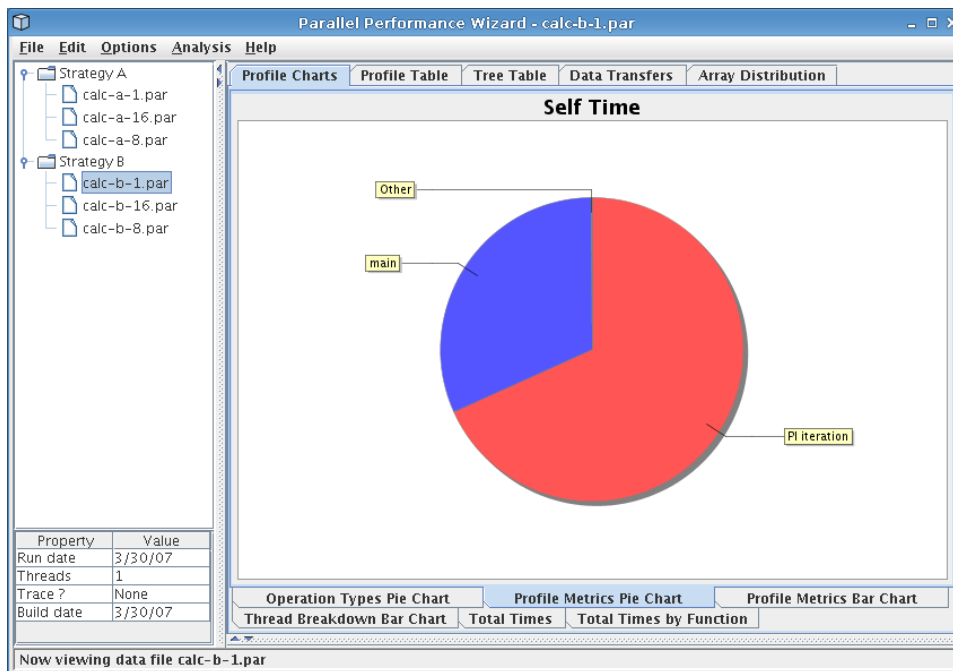 Parallel Performance Wizard - calc-b-1.par
File Edit Options Analysis Help
Strategy A
calc-a-1.par
calc-a-16.par
calc-a-8.par
Strategy B
calc-b-1.par
calc-b-16.par
calc-b-8.par
Property Value
Run date 3/30/07
Threads 1
Trace ? None
Build date 3/30/07
Profile Charts Profile Table Tree Table Data Transfers Array Distribution
Self Time
Other
main
PI iteration
Operation Types Pie Chart Profile Metrics Pie Chart Profile Metrics Bar Chart
Thread Breakdown Bar Chart Total Times Total Times by Function
Now viewing data file calc-b-1.par